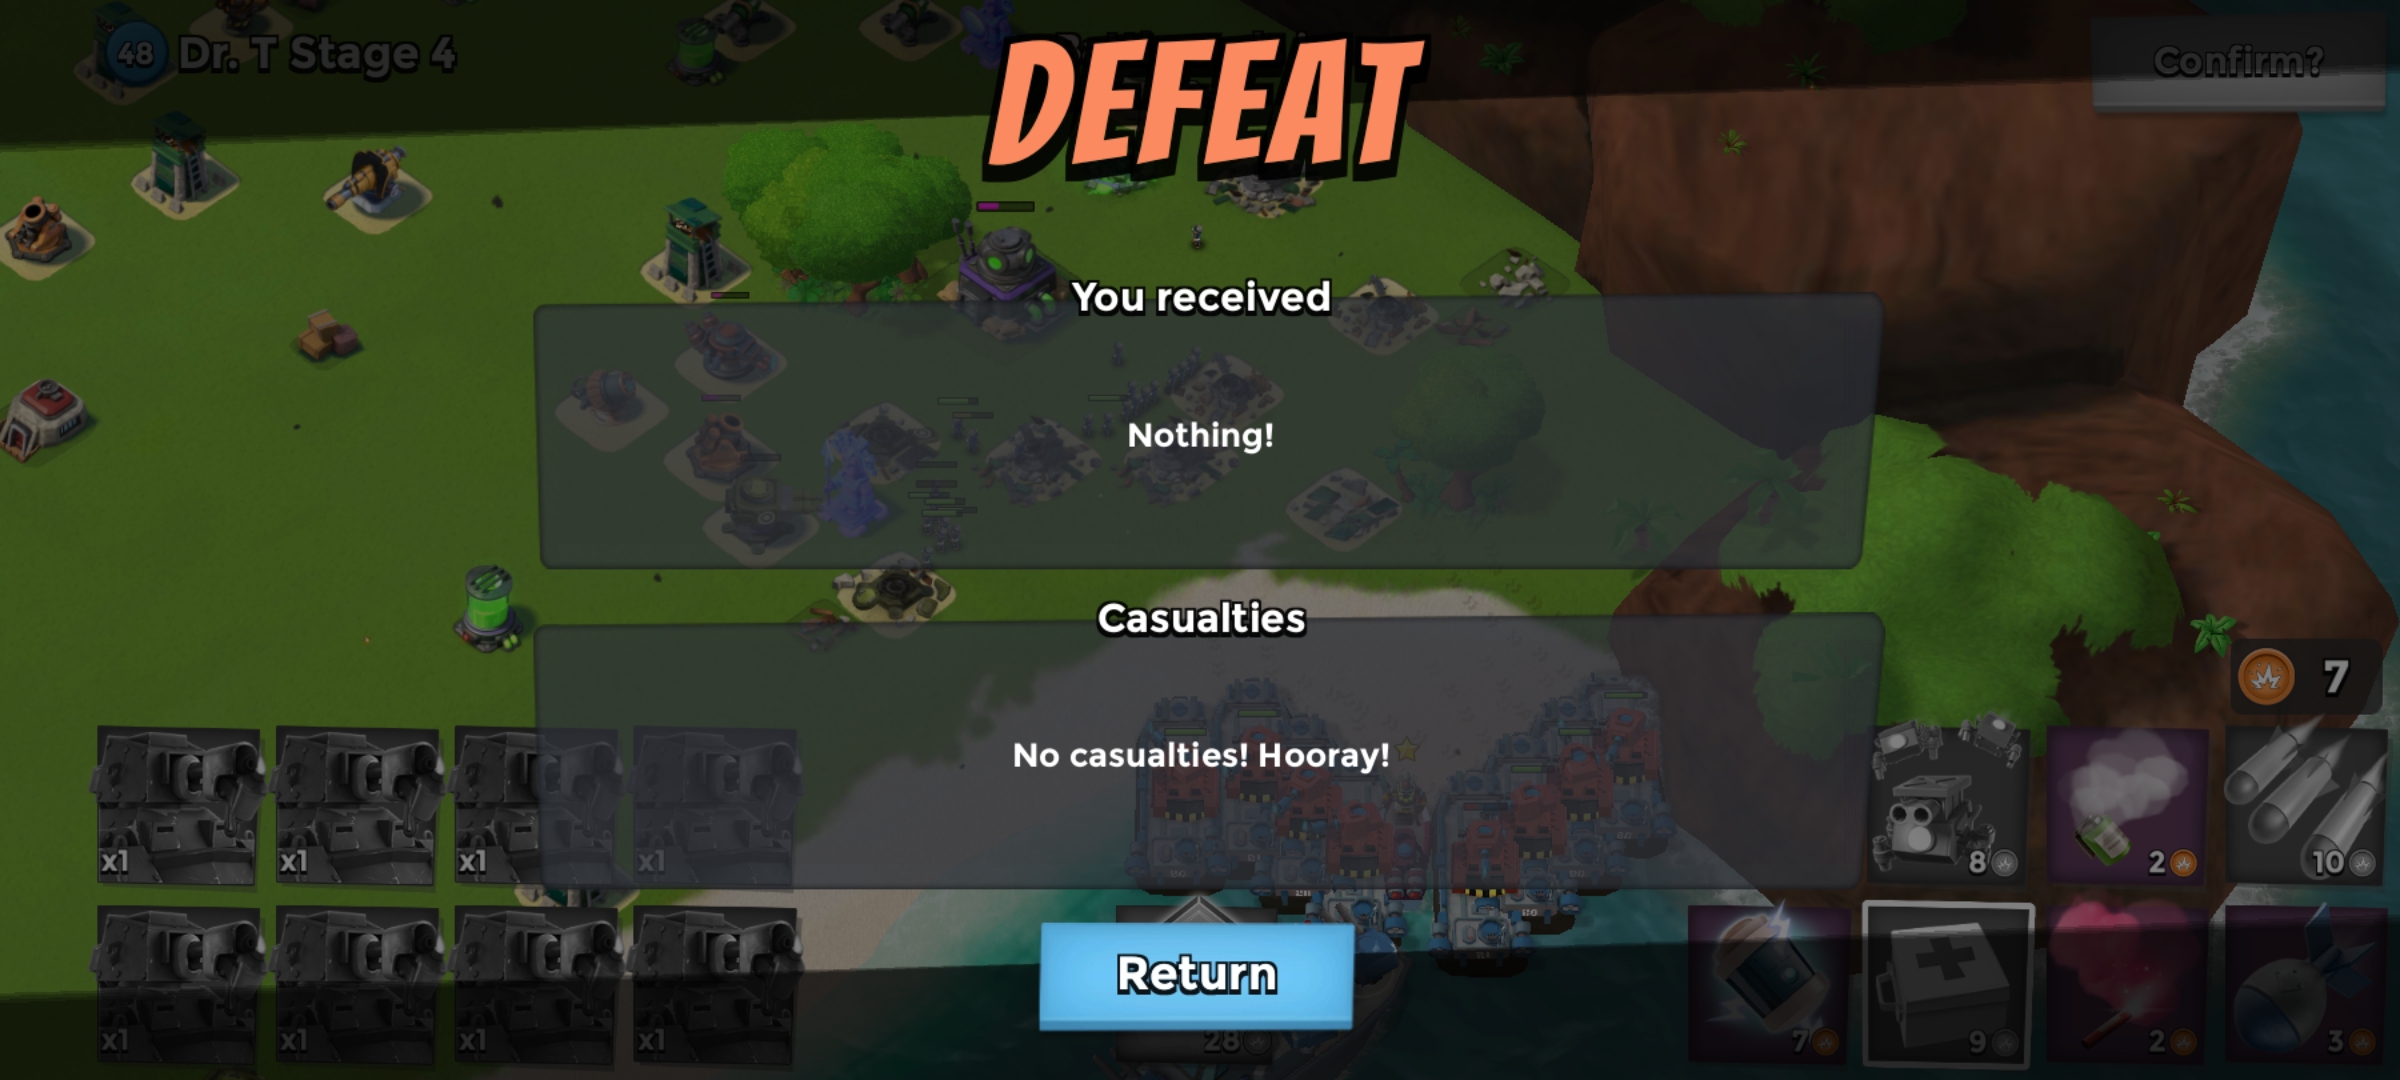 48 Dr. T Stage 4
DEFEAT
Confirm?
You received
Nothing!
Casualties
No casualties! Hooray!
7
x1 x1 x1 x1
8 2 10
x1 x1 x1 x1
Return
28
7 9 2 3